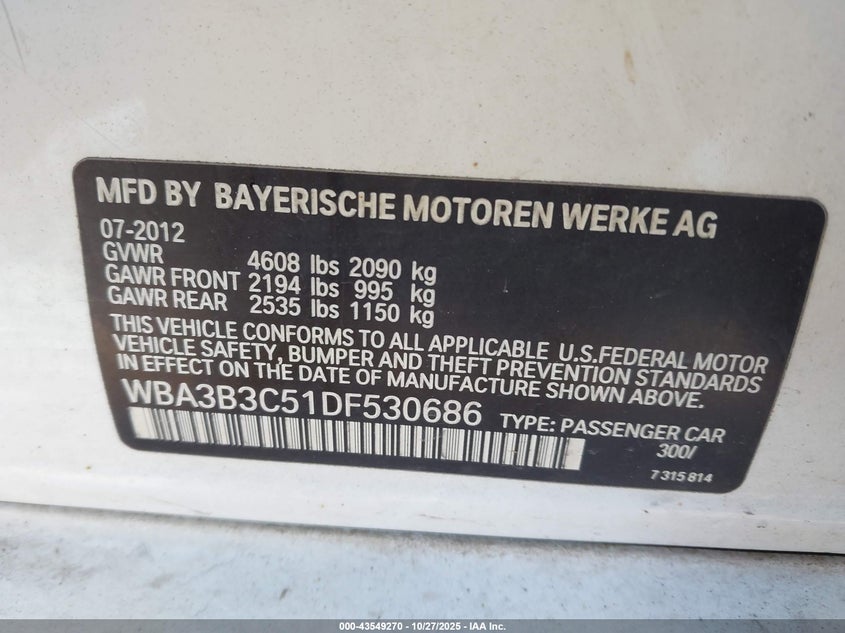 MFD BY BAYERISCHE MOTOREN WERKE AG
07-2012
GVWR 4608 lbs 2090 kg
GAWR FRONT 2194 lbs 995 kg
GAWR REAR 2535 lbs 1150 kg
THIS VEHICLE CONFORMS TO ALL APPLICABLE U.S.FEDERAL MOTOR
VEHICLE SAFETY, BUMPER AND THEFT PREVENTION STANDARDS
IN EFFECT ON THE DATE OF MANUFACTURE SHOWN ABOVE.
WBA3B3C51DF530686 TYPE: PASSENGER CAR
300/
7 315 814
000-43549270 - 10/27/2025 - IAA Inc.